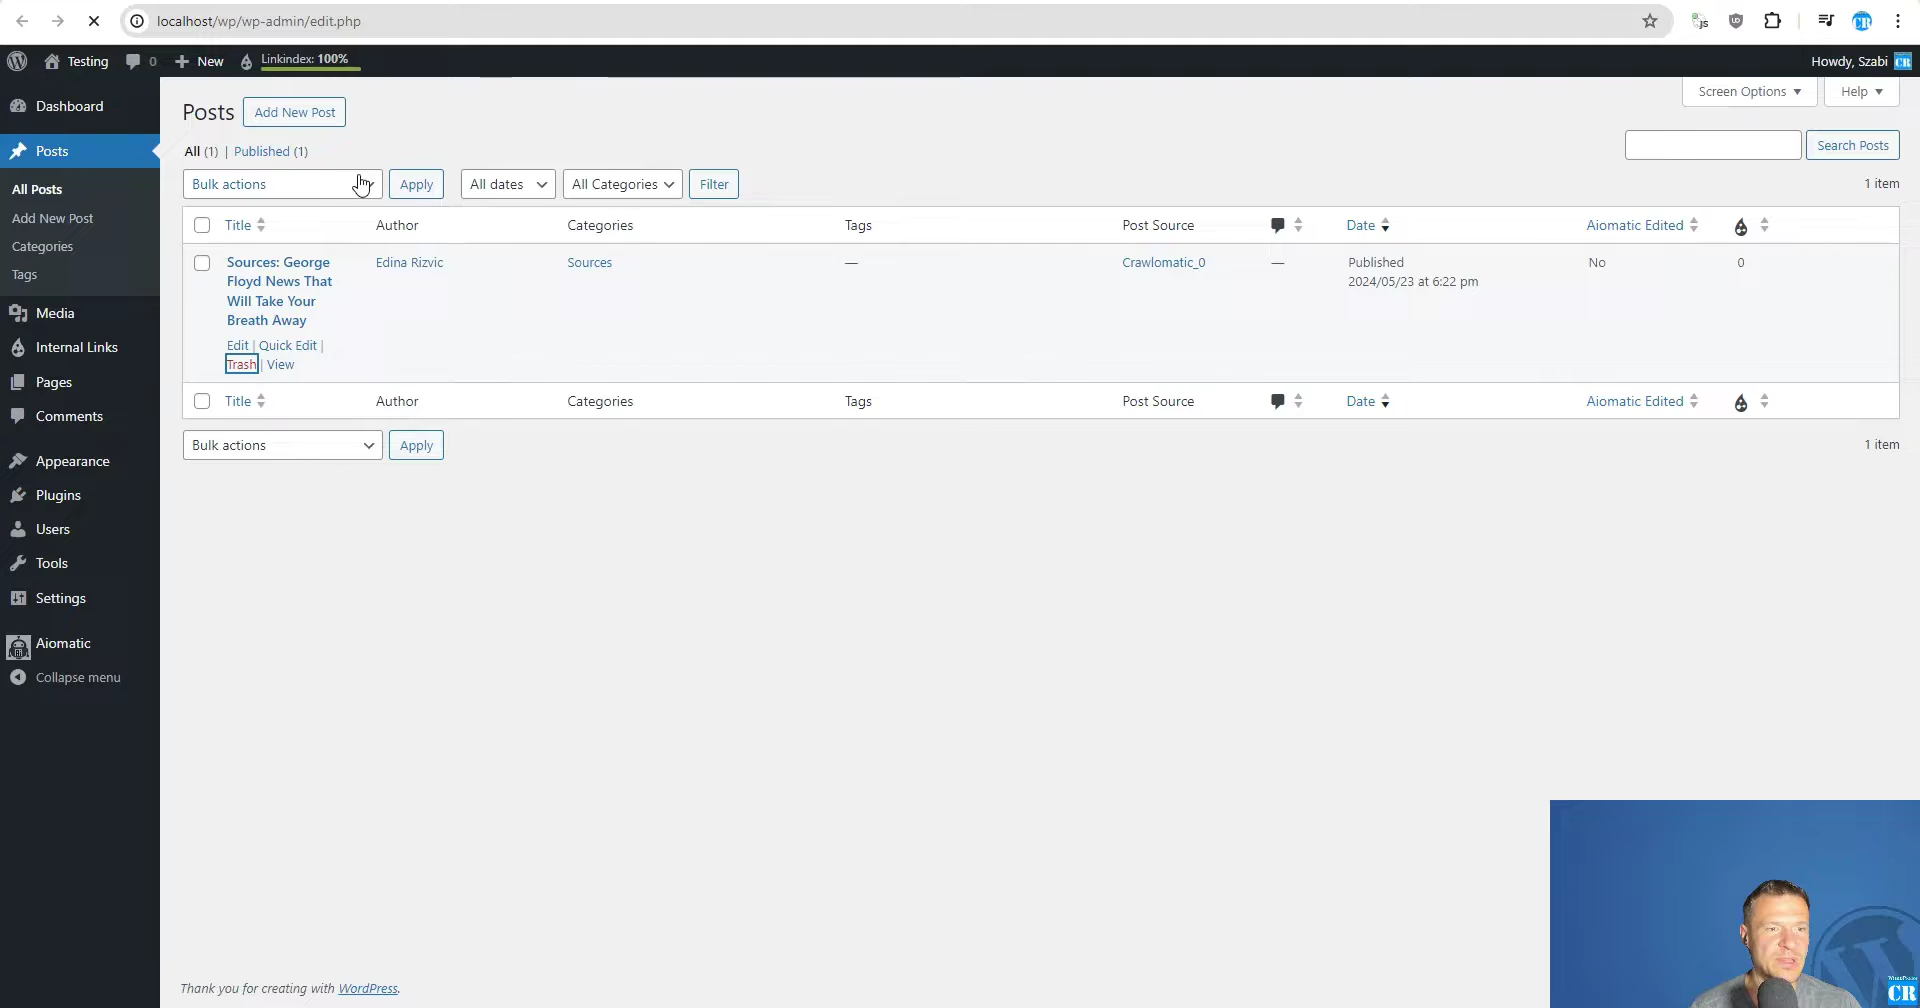 localhost/wp/wp-admin/edit.php
Testing 0 New Linkindex: 100% Howdy, Szabi
Dashboard
Posts
All Posts
Add New Post
Categories
Tags
Media
Internal Links
Pages
Comments
Appearance
Plugins
Users
Tools
Settings
Aiomatic
Collapse menu
Screen Options Help
Posts Add New Post
All (1) | Published (1)
Search Posts
Bulk actions Apply All dates All Categories Filter 1 item
Title Author Categories Tags Post Source Date Aiomatic Edited
Sources: George Edina Rizvic Sources — Crawlomatic_0 — Published No 0
Floyd News That 2024/05/23 at 6:22 pm
Will Take Your
Breath Away
Edit | Quick Edit |
Trash | View
Title Author Categories Tags Post Source Date Aiomatic Edited
Bulk actions Apply 1 item
Thank you for creating with WordPress.
CR